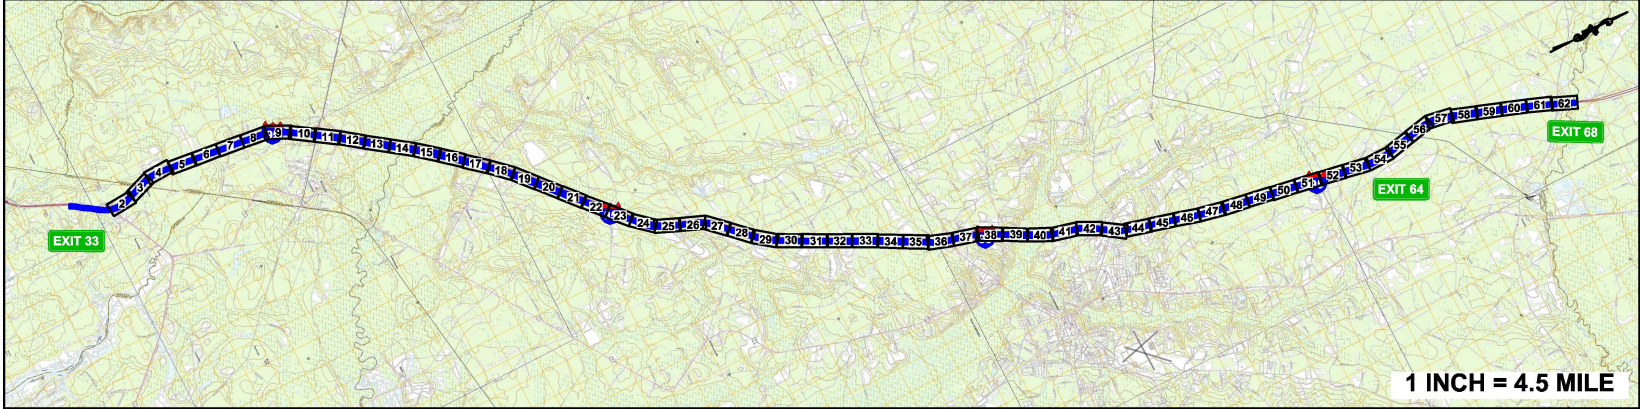 EXIT 33
2 3 4 5 6 7 8 9 10 11 12 13 14 15 16 17 18 19 20 21 22 23 24 25 26 27 28 29 30 31 32 33 34 35 36 37 38 39 40 41 42 43 44 45 46 47 48 49 50 51 52 53 54 55 56 57 58 59 60 61 62
EXIT 64
EXIT 68
1 INCH = 4.5 MILE